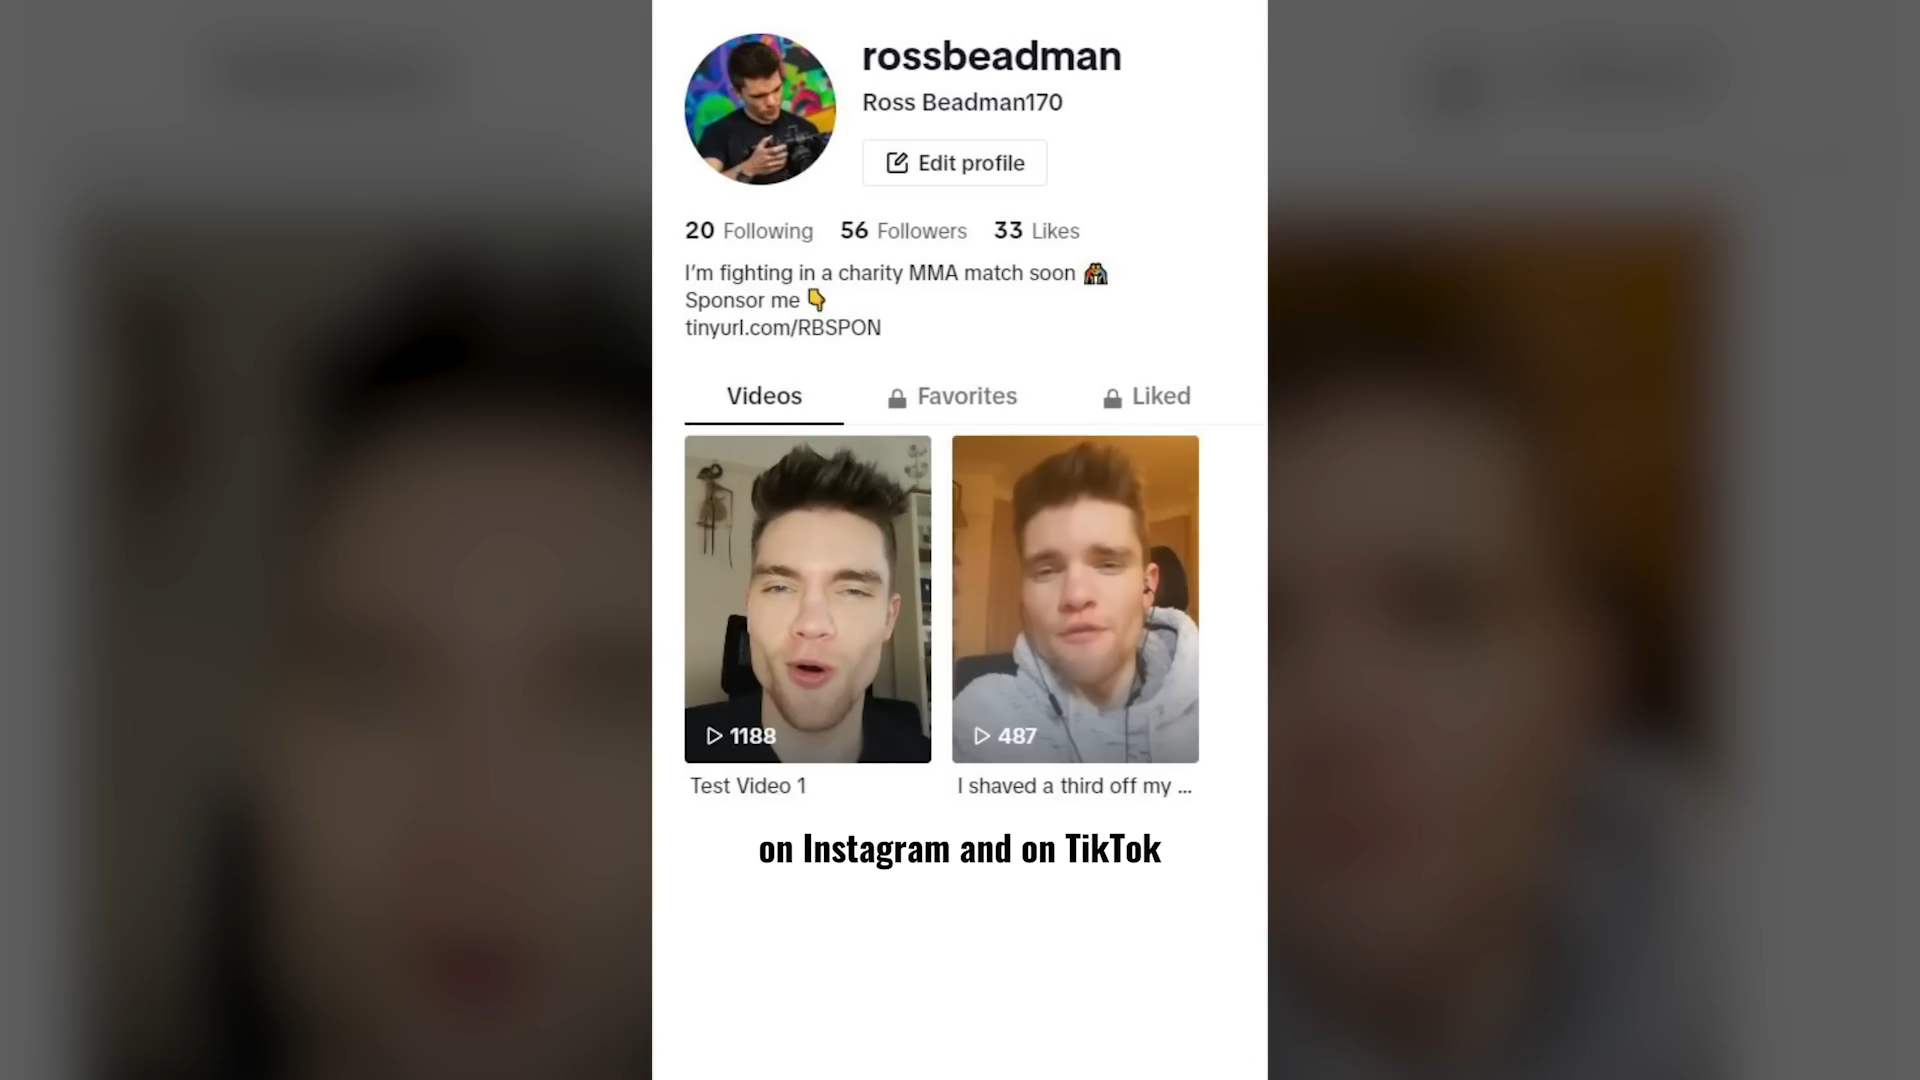 rossbeadman
Ross Beadman170
Edit profile
20 Following 56 Followers 33 Likes
I'm fighting in a charity MMA match soon 🤼
Sponsor me 👇
tinyurl.com/RBSPON
Videos Favorites Liked
1188 487
Test Video 1 I shaved a third off my ...
on Instagram and on TikTok